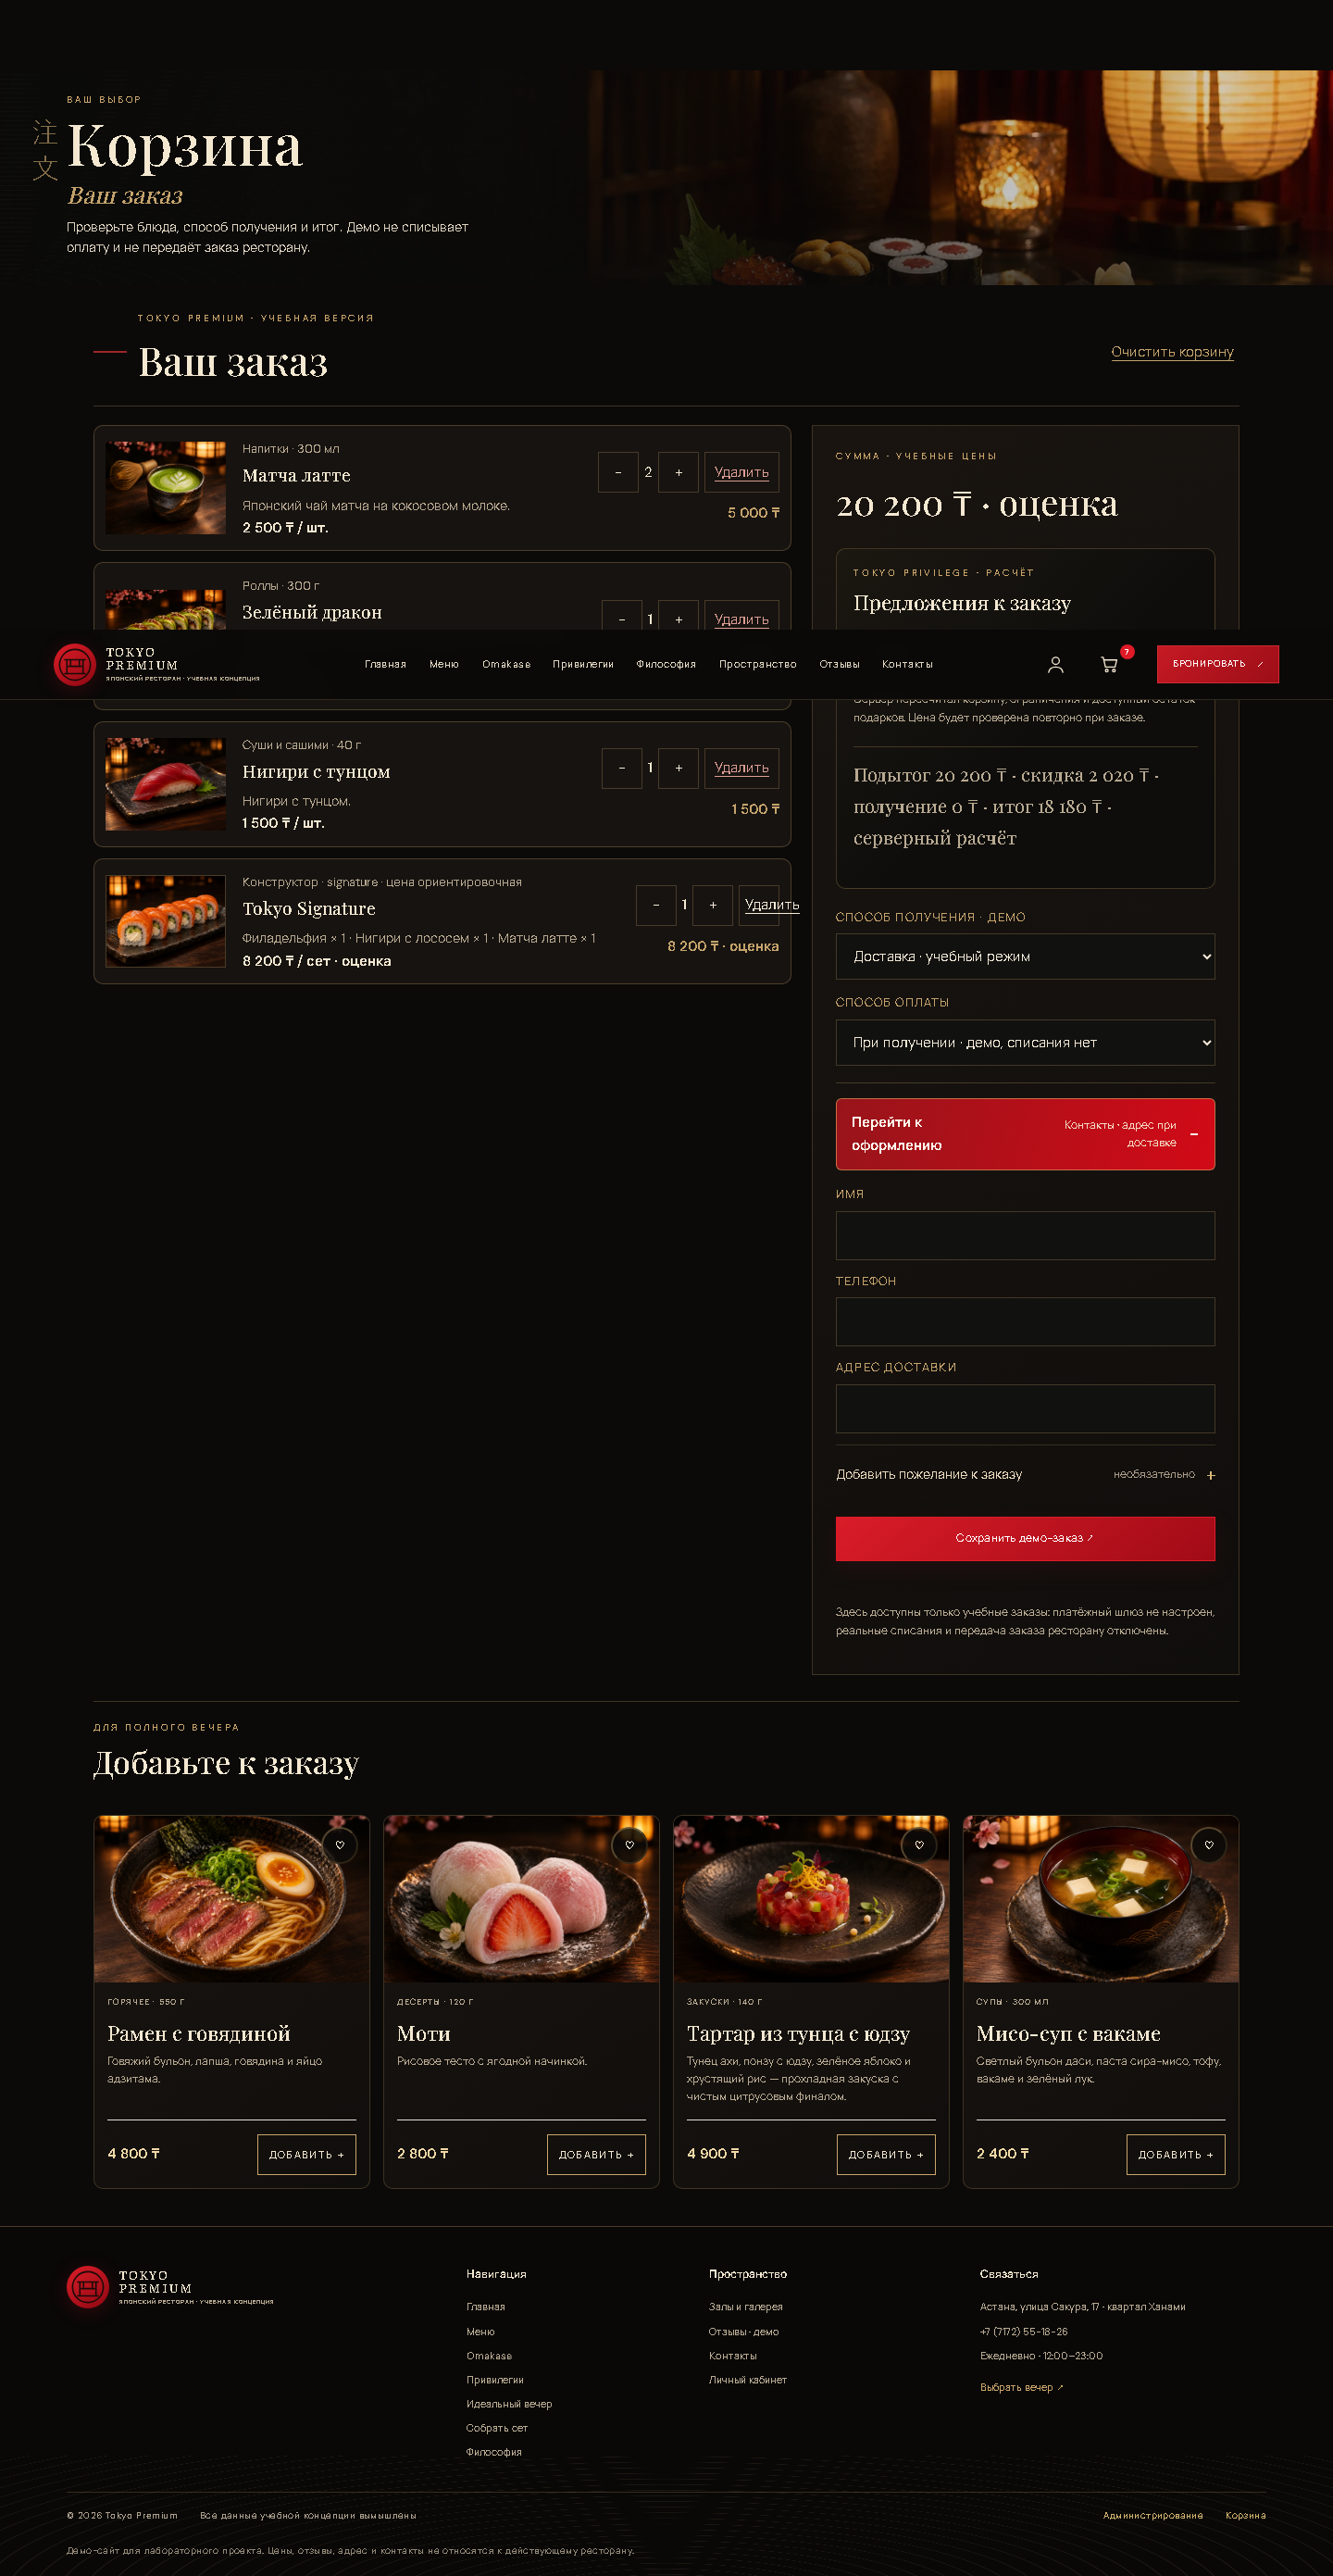 ВАШ ВЫБОР
注文
Корзина
Ваш заказ
Проверьте блюда, способ получения и итог. Демо не списывает
оплату и не передаёт заказ ресторану.
TOKYO PREMIUM · УЧЕБНАЯ ВЕРСИЯ
Ваш заказ
Очистить корзину
Напитки · 300 мл
Матча латте
Японский чай матча на кокосовом молоке.
2 500 ₸ / шт.
− 2 + Удалить
5 000 ₸
Роллы · 300 г
Зелёный дракон
− 1 + Удалить
СУММА · УЧЕБНЫЕ ЦЕНЫ
20 200 ₸ · оценка
TOKYO PRIVILEGE · РАСЧЁТ
Предложения к заказу
TOKYO
PREMIUM
ЯПОНСКИЙ РЕСТОРАН · УЧЕБНАЯ КОНЦЕПЦИЯ
Главная Меню Omakase Привилегии Философия Пространство Отзывы Контакты
7
БРОНИРОВАТЬ ↗
Сервер пересчитал корзину, ограничения и доступный остаток
подарков. Цена будет проверена повторно при заказе.
Подытог 20 200 ₸ · скидка 2 020 ₸ ·
получение 0 ₸ · итог 18 180 ₸ ·
серверный расчёт
Суши и сашими · 40 г
Нигири с тунцом
Нигири с тунцом.
1 500 ₸ / шт.
− 1 + Удалить
1 500 ₸
Конструктор · signature · цена ориентировочная
Tokyo Signature
Филадельфия × 1 · Нигири с лососем × 1 · Матча латте × 1
8 200 ₸ / сет · оценка
− 1 + Удалить
8 200 ₸ · оценка
СПОСОБ ПОЛУЧЕНИЯ · ДЕМО
Доставка · учебный режим
СПОСОБ ОПЛАТЫ
При получении · демо, списания нет
Перейти к
оформлению
Контакты · адрес при
доставке
−
ИМЯ
ТЕЛЕФОН
АДРЕС ДОСТАВКИ
Добавить пожелание к заказу необязательно +
Сохранить демо-заказ ↗
Здесь доступны только учебные заказы: платёжный шлюз не настроен,
реальные списания и передача заказа ресторану отключены.
ДЛЯ ПОЛНОГО ВЕЧЕРА
Добавьте к заказу
ГОРЯЧЕЕ · 550 Г
Рамен с говядиной
Говяжий бульон, лапша, говядина и яйцо
адзитама.
4 800 ₸ ДОБАВИТЬ +
ДЕСЕРТЫ · 120 Г
Моти
Рисовое тесто с ягодной начинкой.
2 800 ₸ ДОБАВИТЬ +
ЗАКУСКИ · 140 Г
Тартар из тунца с юдзу
Тунец ахи, понзу с юдзу, зелёное яблоко и
хрустящий рис — прохладная закуска с
чистым цитрусовым финалом.
4 900 ₸ ДОБАВИТЬ +
СУПЫ · 300 МЛ
Мисо-суп с вакаме
Светлый бульон даси, паста сира-мисо, тофу,
вакаме и зелёный лук.
2 400 ₸ ДОБАВИТЬ +
TOKYO
PREMIUM
ЯПОНСКИЙ РЕСТОРАН · УЧЕБНАЯ КОНЦЕПЦИЯ
Навигация
Главная
Меню
Omakase
Привилегии
Идеальный вечер
Собрать сет
Философия
Пространство
Залы и галерея
Отзывы · демо
Контакты
Личный кабинет
Связаться
Астана, улица Сакура, 17 · квартал Ханами
+7 (7172) 55-18-26
Ежедневно · 12:00–23:00
Выбрать вечер ↗
© 2026 Tokyo Premium Все данные учебной концепции вымышлены
Администрирование Корзина
Демо-сайт для лабораторного проекта. Цены, отзывы, адрес и контакты не относятся к действующему ресторану.